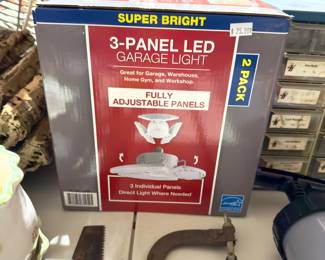 SUPER BRIGHT
3-PANEL LED
GARAGE LIGHT
Great for Garage, Warehouse,
Home Gym, and Workshop
FULLY
ADJUSTABLE PANELS
2 PACK
3 Individual Panels
Direct Light Where Needed